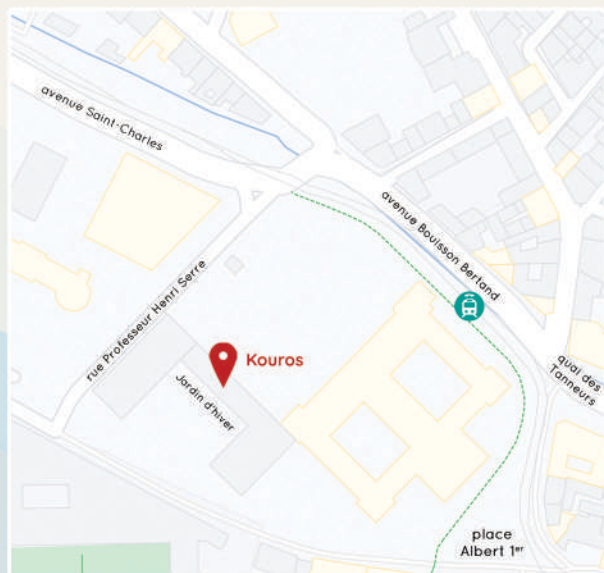 avenue Saint-Charles
avenue Bouisson Bertand
rue Professeur Henri Serre
Kouros
Jardin d'hiver
quai des
Tanneurs
place
Albert 1er